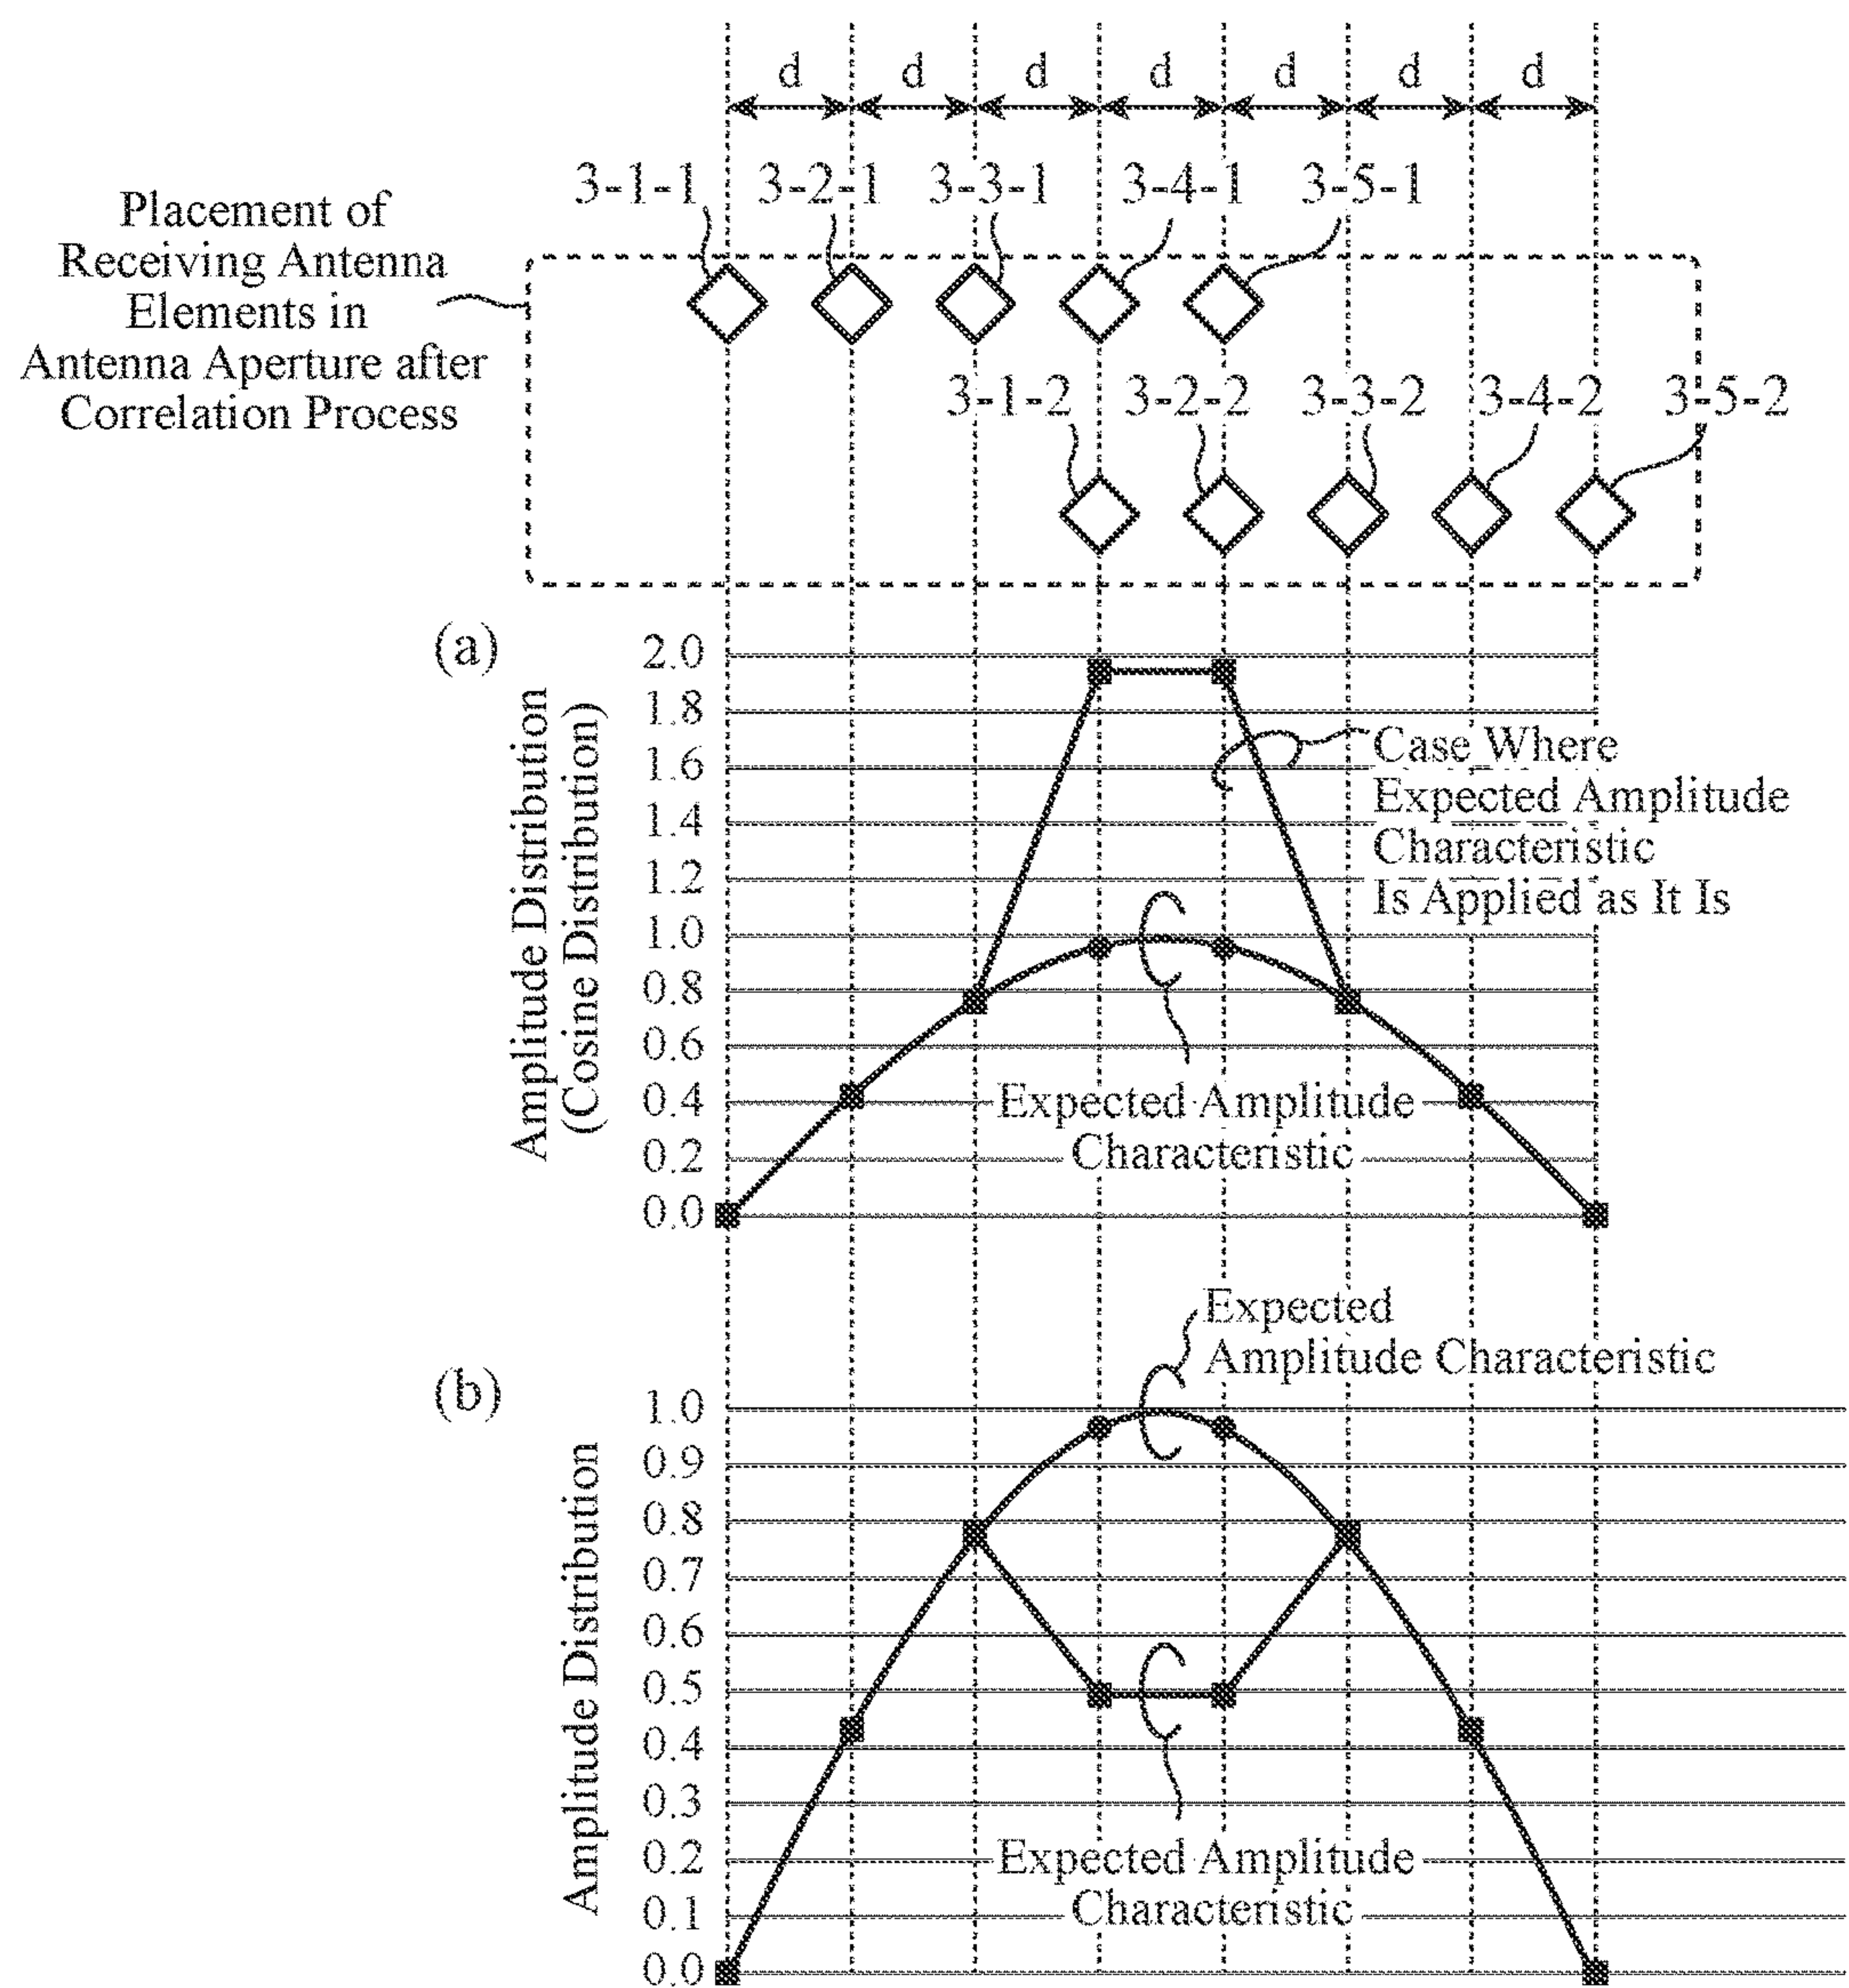 d d d d d d d
3-1-1 3-2-1 3-3-1 3-4-1 3-5-1
Placement of
Receiving Antenna
Elements in
Antenna Aperture after
Correlation Process
3-1-2 3-2-2 3-3-2 3-4-2 3-5-2
(a)
Amplitude Distribution
(Cosine Distribution)
2.0
1.8
1.6
1.4
1.2
1.0
0.8
0.6
0.4
0.2
0.0
Case Where
Expected Amplitude
Characteristic
Is Applied as It Is
Expected Amplitude
Characteristic
(b)
Amplitude Distribution
Expected
Amplitude Characteristic
1.0
0.9
0.8
0.7
0.6
0.5
0.4
0.3
0.2
0.1
0.0
Expected Amplitude
Characteristic